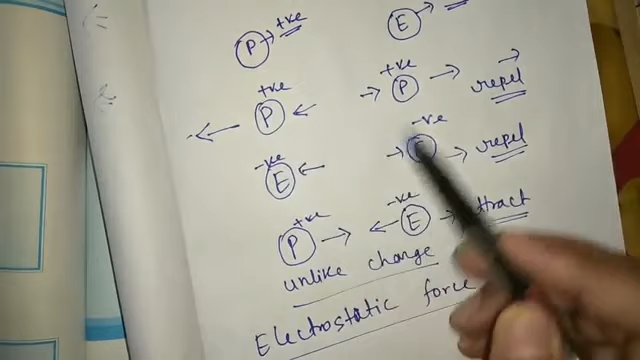 P → +ve E →
+ve +ve
← P ← → P → repel
-ve -ve
E ← → E → repel
+ve -ve
P → ← E → attract
unlike charge
Electrostatic force